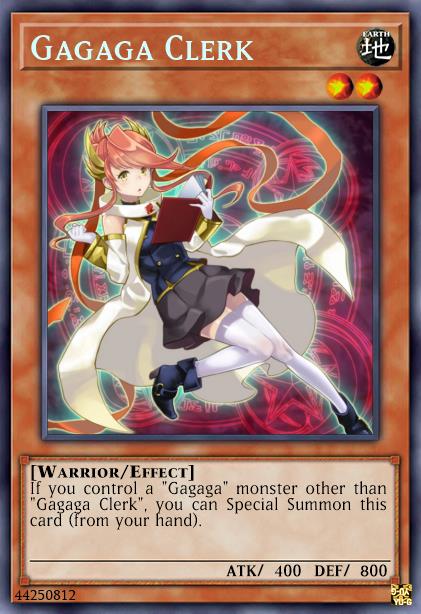 Gagaga Clerk
EARTH
地
[Warrior/Effect]
If you control a "Gagaga" monster other than
"Gagaga Clerk", you can Special Summon this
card (from your hand).
ATK/ 400 DEF/ 800
44250812